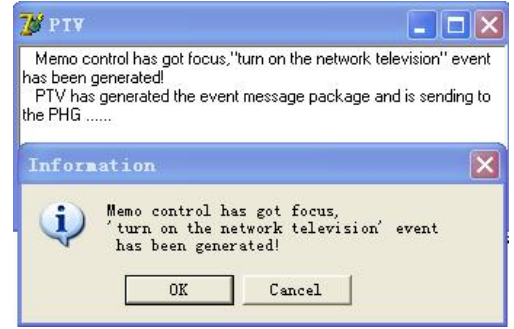 PTV
Memo control has got focus,"turn on the network television" event
has been generated!
PTV has generated the event message package and is sending to
the PHG ......
Information
Memo control has got focus,
'turn on the network television' event
has been generated!
OK
Cancel